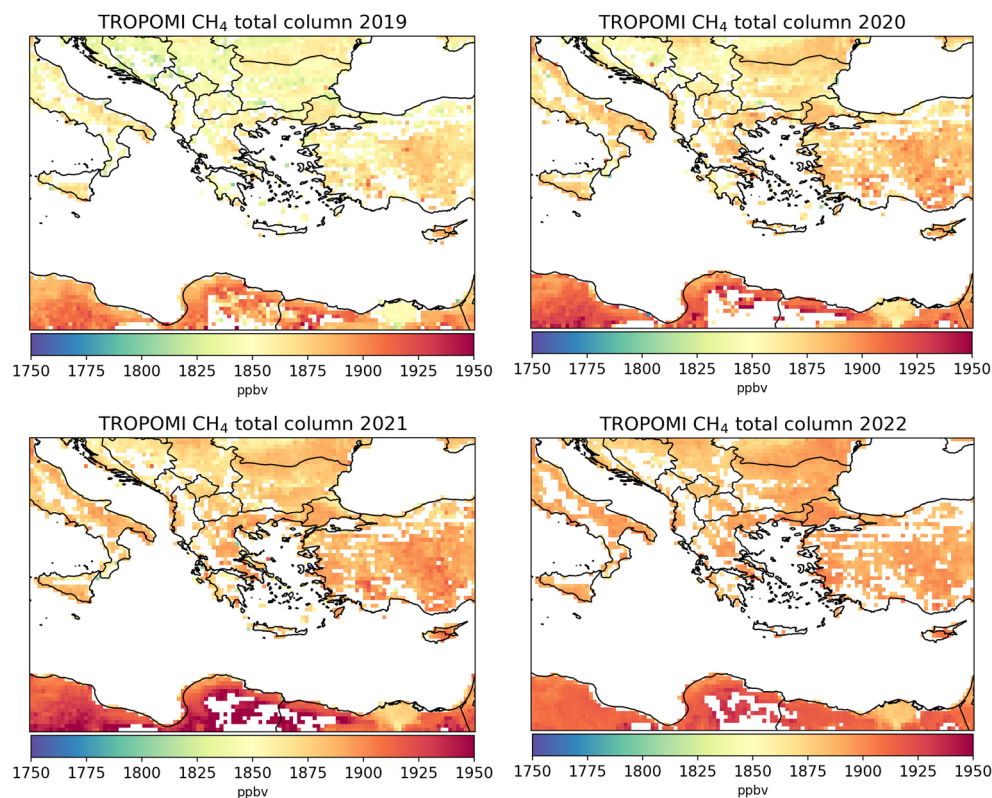 TROPOMI CH₄ total column 2019
1750 1775 1800 1825 1850 1875 1900 1925 1950
ppbv
TROPOMI CH₄ total column 2020
1750 1775 1800 1825 1850 1875 1900 1925 1950
ppbv
TROPOMI CH₄ total column 2021
1750 1775 1800 1825 1850 1875 1900 1925 1950
ppbv
TROPOMI CH₄ total column 2022
1750 1775 1800 1825 1850 1875 1900 1925 1950
ppbv